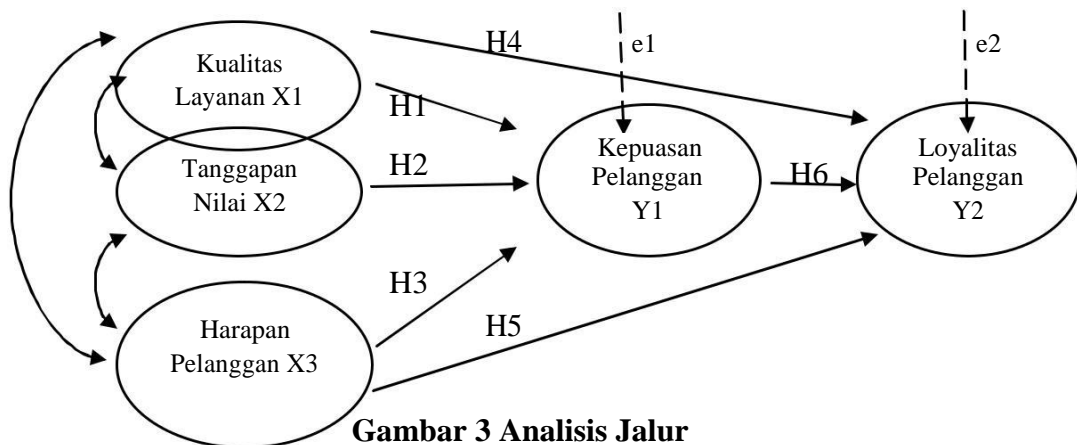 H4
e1
e2
Kualitas
Layanan X1
H1
Tanggapan
Nilai X2
H2
Kepuasan
Pelanggan
Y1
H6
Loyalitas
Pelanggan
Y2
H3
Harapan
Pelanggan X3
H5
Gambar 3 Analisis Jalur